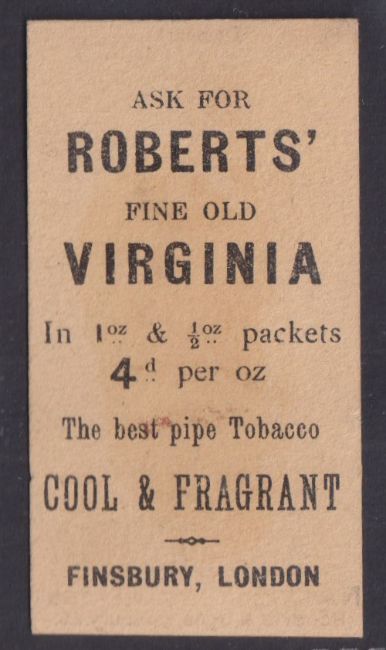 ASK FOR
ROBERTS'
FINE OLD
VIRGINIA
In 1oz & ½oz packets
4d per oz
The best pipe Tobacco
COOL & FRAGRANT
FINSBURY, LONDON